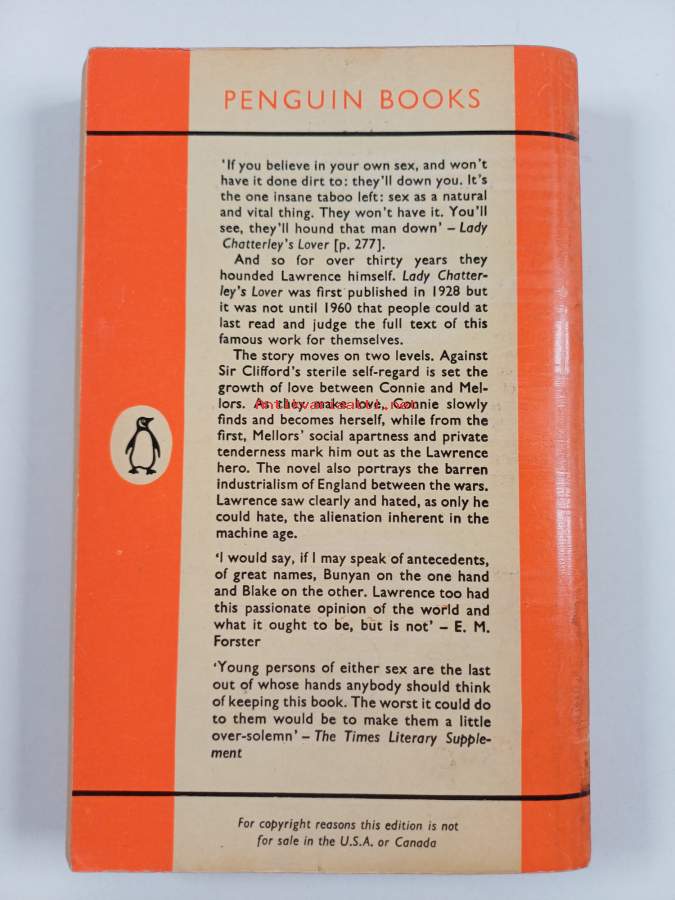 PENGUIN BOOKS
'If you believe in your own sex, and won't
have it done dirt to: they'll down you. It's
the one insane taboo left: sex as a natural
and vital thing. They won't have it. You'll
see, they'll hound that man down' – Lady
Chatterley's Lover [p. 277].
And so for over thirty years they
hounded Lawrence himself. Lady Chatter-
ley's Lover was first published in 1928 but
it was not until 1960 that people could at
last read and judge the full text of this
famous work for themselves.
The story moves on two levels. Against
Sir Clifford's sterile self-regard is set the
growth of love between Connie and Mel-
lors. As they make love, Connie slowly
finds and becomes herself, while from the
first, Mellors' social apartness and private
tenderness mark him out as the Lawrence
hero. The novel also portrays the barren
industrialism of England between the wars.
Lawrence saw clearly and hated, as only he
could hate, the alienation inherent in the
machine age.
'I would say, if I may speak of antecedents,
of great names, Bunyan on the one hand
and Blake on the other. Lawrence too had
this passionate opinion of the world and
what it ought to be, but is not' – E. M.
Forster
'Young persons of either sex are the last
out of whose hands anybody should think
of keeping this book. The worst it could do
to them would be to make them a little
over-solemn' – The Times Literary Supple-
ment
For copyright reasons this edition is not
for sale in the U.S.A. or Canada